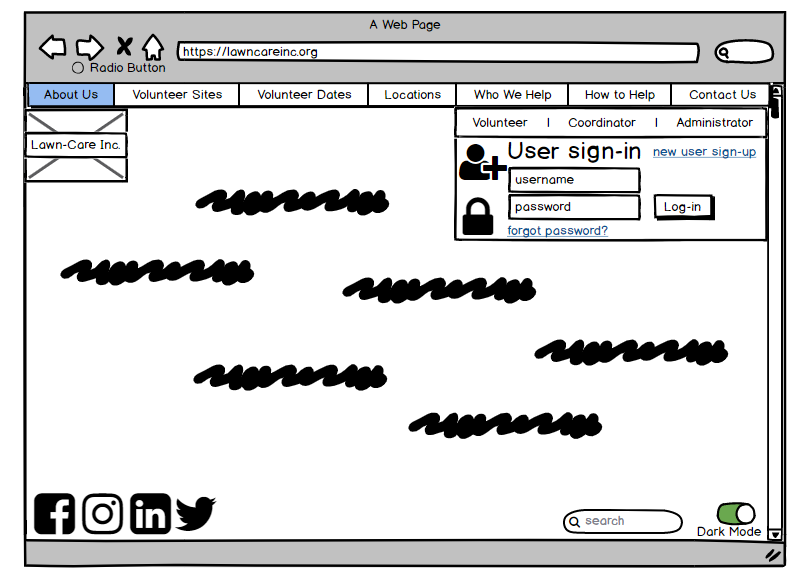 A Web Page
https://lawncareinc.org
Radio Button
About Us Volunteer Sites Volunteer Dates Locations Who We Help How to Help Contact Us
Volunteer | Coordinator | Administrator
Lawn-Care Inc.
User sign-in new user sign-up
username
password Log-in
forgot password?
search
Dark Mode